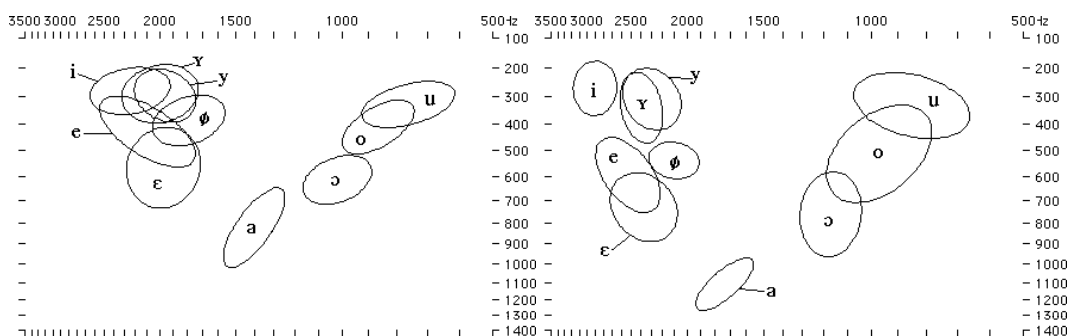 3500 3000 2500 2000 1500 1000 500Hz 3500 3000 2500 2000 1500 1000 500Hz
100 100
i ʏ y 200 i ʏ y 200
u 300 u 300
e ø 400 400
o 500 e ø o 500
ɛ ɔ 600 600
700 700
a 800 ɔ 800
900 ɛ 900
1000 1000
1100 a 1100
1200 1200
1300 1300
1400 1400